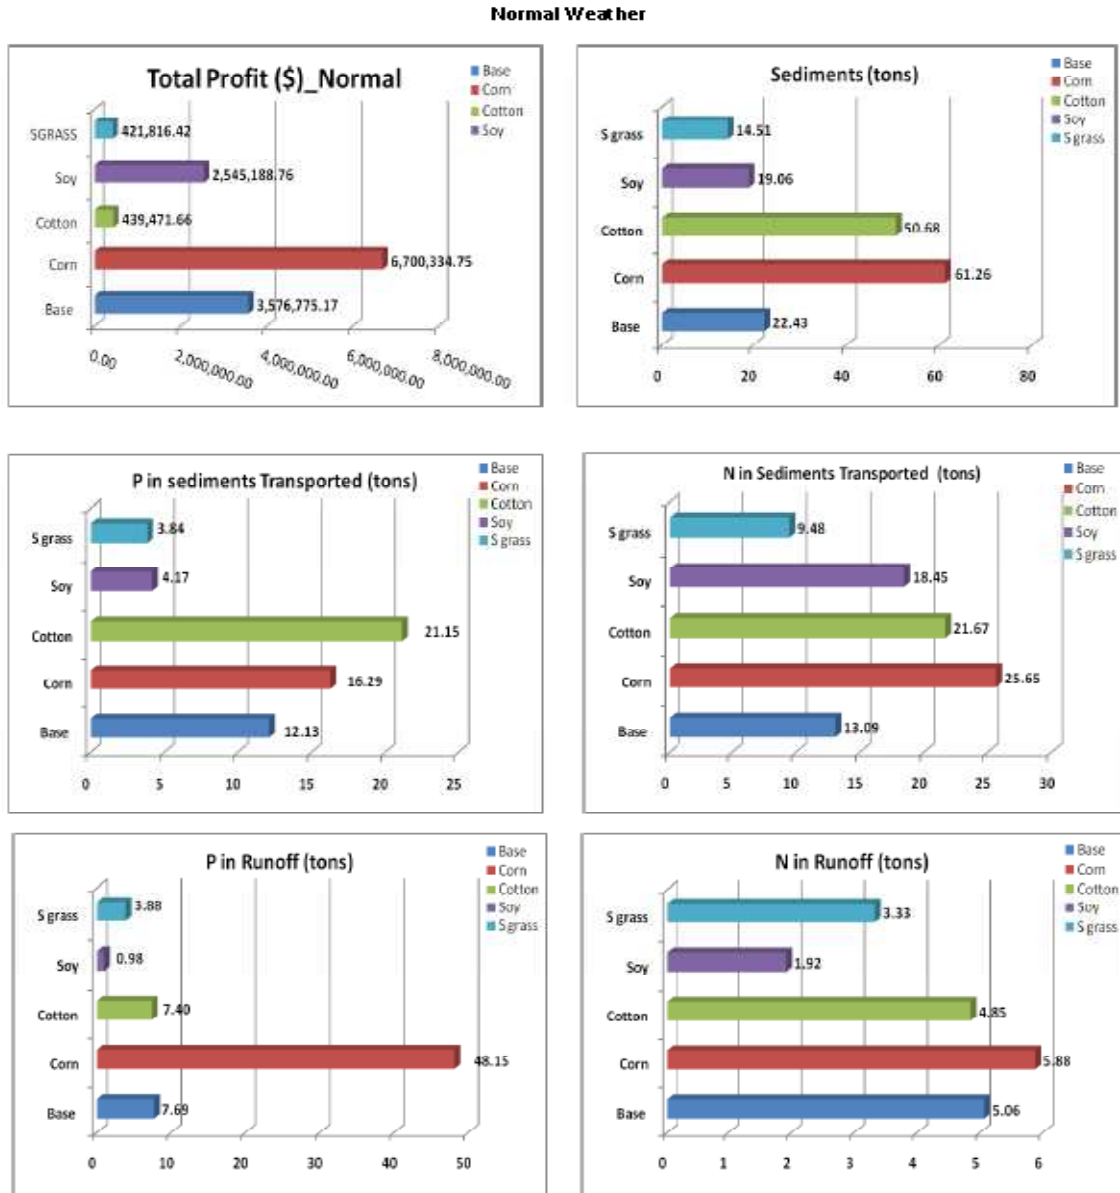 Normal Weather
Total Profit ($)_Normal
Base
Corn
Cotton
Soy
SGRASS
421,816.42
Soy
2,545,188.76
Cotton
439,471.66
Corn
6,700,334.75
Base
3,576,775.17
0.00
2,000,000.00
4,000,000.00
6,000,000.00
8,000,000.00
Sediments (tons)
Base
Corn
Cotton
Soy
S grass
S grass
14.51
Soy
19.06
Cotton
50.68
Corn
61.26
Base
22.43
0 20 40 60 80
P in sediments Transported (tons)
Base
Corn
Cotton
Soy
S grass
S grass
3.84
Soy
4.17
Cotton
21.15
Corn
16.29
Base
12.13
0 5 10 15 20 25
N in Sediments Transported (tons)
Base
Corn
Cotton
Soy
S grass
S grass
9.48
Soy
18.45
Cotton
21.67
Corn
25.65
Base
13.09
0 5 10 15 20 25 30
P in Runoff (tons)
Base
Corn
Cotton
Soy
S grass
S grass
3.88
Soy
0.98
Cotton
7.40
Corn
48.15
Base
7.69
0 10 20 30 40 50
N in Runoff (tons)
Base
Corn
Cotton
Soy
S grass
S grass
3.33
Soy
1.92
Cotton
4.85
Corn
5.88
Base
5.06
0 1 2 3 4 5 6